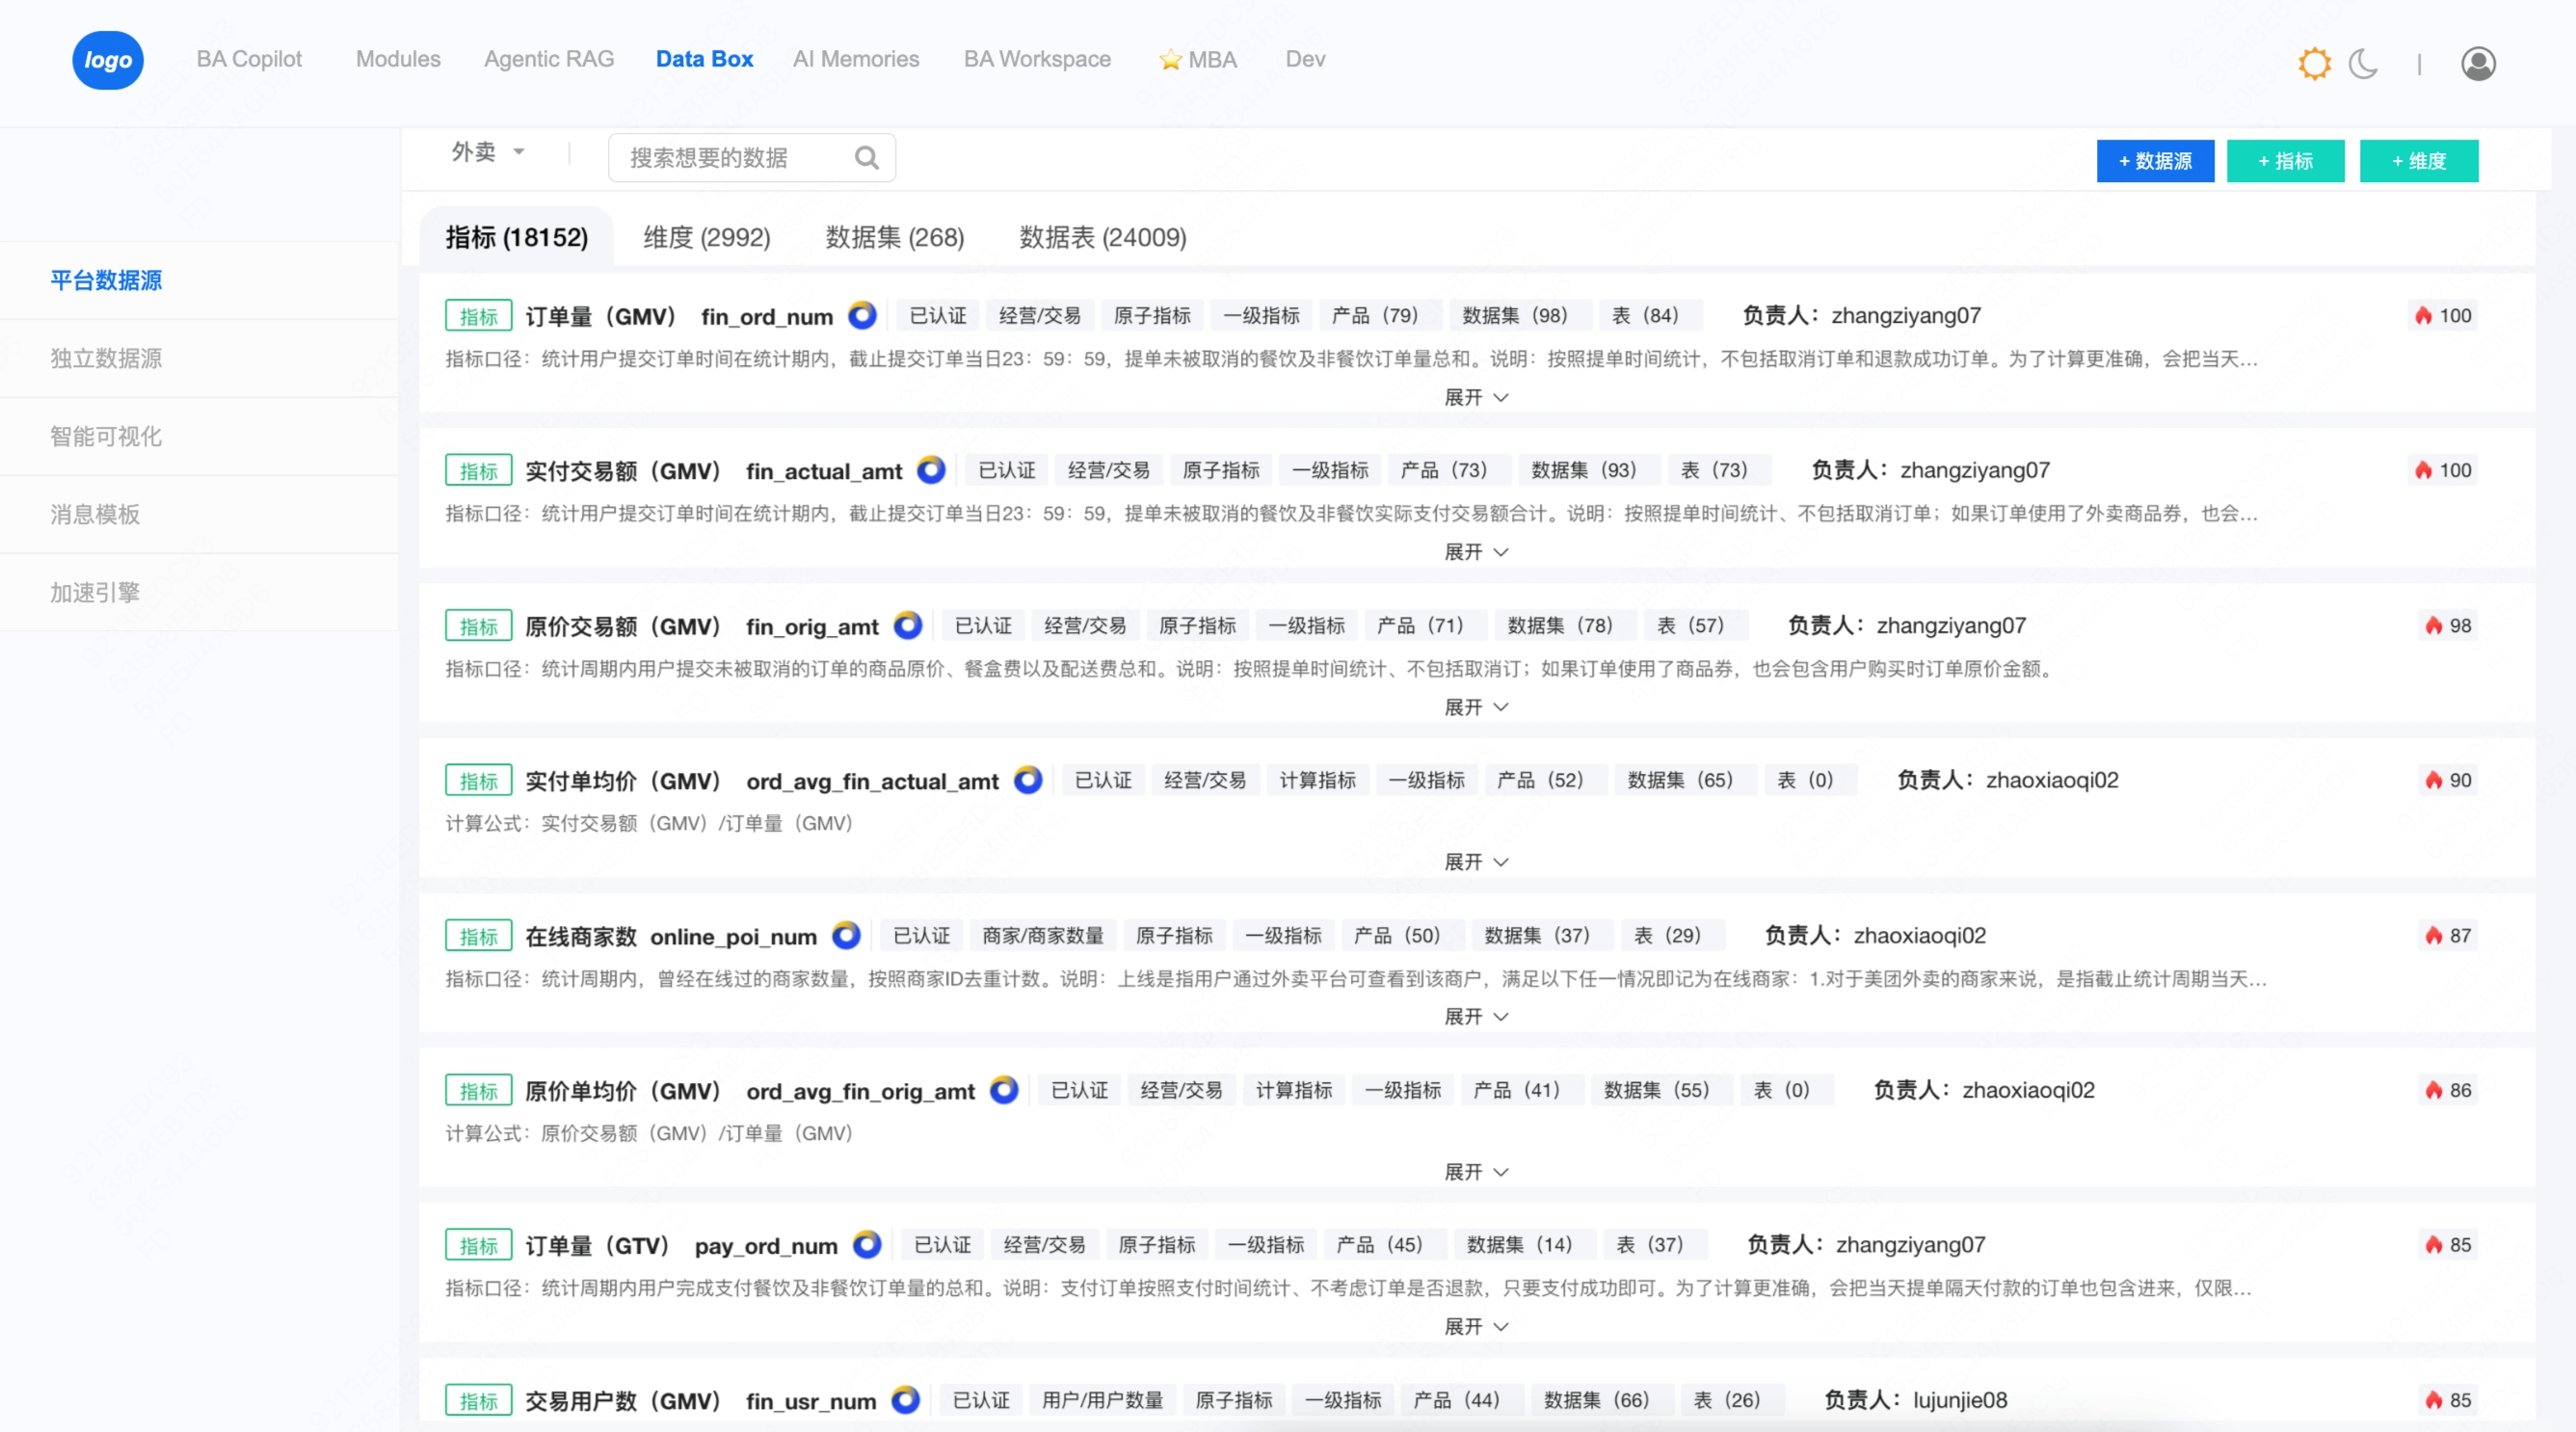 logo BA Copilot Modules Agentic RAG Data Box AI Memories BA Workspace MBA Dev
外卖 搜索想要的数据 + 数据源 + 指标 + 维度
指标 (18152) 维度 (2992) 数据集 (268) 数据表 (24009)
平台数据源
独立数据源
智能可视化
消息模板
加速引擎
指标 订单量（GMV） fin_ord_num 已认证 经营/交易 原子指标 一级指标 产品（79） 数据集（98） 表（84） 负责人：zhangziyang07 100
指标口径：统计用户提交订单时间在统计期内，截止提交订单当日23：59：59，提单未被取消的餐饮及非餐饮订单量总和。说明：按照提单时间统计，不包括取消订单和退款成功订单。为了计算更准确，会把当天...
展开
指标 实付交易额（GMV） fin_actual_amt 已认证 经营/交易 原子指标 一级指标 产品（73） 数据集（93） 表（73） 负责人：zhangziyang07 100
指标口径：统计用户提交订单时间在统计期内，截止提交订单当日23：59：59，提单未被取消的餐饮及非餐饮实际支付交易额合计。说明：按照提单时间统计、不包括取消订单；如果订单使用了外卖商品券，也会...
展开
指标 原价交易额（GMV） fin_orig_amt 已认证 经营/交易 原子指标 一级指标 产品（71） 数据集（78） 表（57） 负责人：zhangziyang07 98
指标口径：统计周期内用户提交未被取消的订单的商品原价、餐盒费以及配送费总和。说明：按照提单时间统计、不包括取消订；如果订单使用了商品券，也会包含用户购买时订单原价金额。
展开
指标 实付单均价（GMV） ord_avg_fin_actual_amt 已认证 经营/交易 计算指标 一级指标 产品（52） 数据集（65） 表（0） 负责人：zhaoxiaoqi02 90
计算公式：实付交易额（GMV）/订单量（GMV）
展开
指标 在线商家数 online_poi_num 已认证 商家/商家数量 原子指标 一级指标 产品（50） 数据集（37） 表（29） 负责人：zhaoxiaoqi02 87
指标口径：统计周期内，曾经在线过的商家数量，按照商家ID去重计数。说明：上线是指用户通过外卖平台可查看到该商户，满足以下任一情况即记为在线商家：1.对于美团外卖的商家来说，是指截止统计周期当天...
展开
指标 原价单均价（GMV） ord_avg_fin_orig_amt 已认证 经营/交易 计算指标 一级指标 产品（41） 数据集（55） 表（0） 负责人：zhaoxiaoqi02 86
计算公式：原价交易额（GMV）/订单量（GMV）
展开
指标 订单量（GTV） pay_ord_num 已认证 经营/交易 原子指标 一级指标 产品（45） 数据集（14） 表（37） 负责人：zhangziyang07 85
指标口径：统计周期内用户完成支付餐饮及非餐饮订单量的总和。说明：支付订单按照支付时间统计、不考虑订单是否退款，只要支付成功即可。为了计算更准确，会把当天提单隔天付款的订单也包含进来，仅限...
展开
指标 交易用户数（GMV） fin_usr_num 已认证 用户/用户数量 原子指标 一级指标 产品（44） 数据集（66） 表（26） 负责人：lujunjie08 85